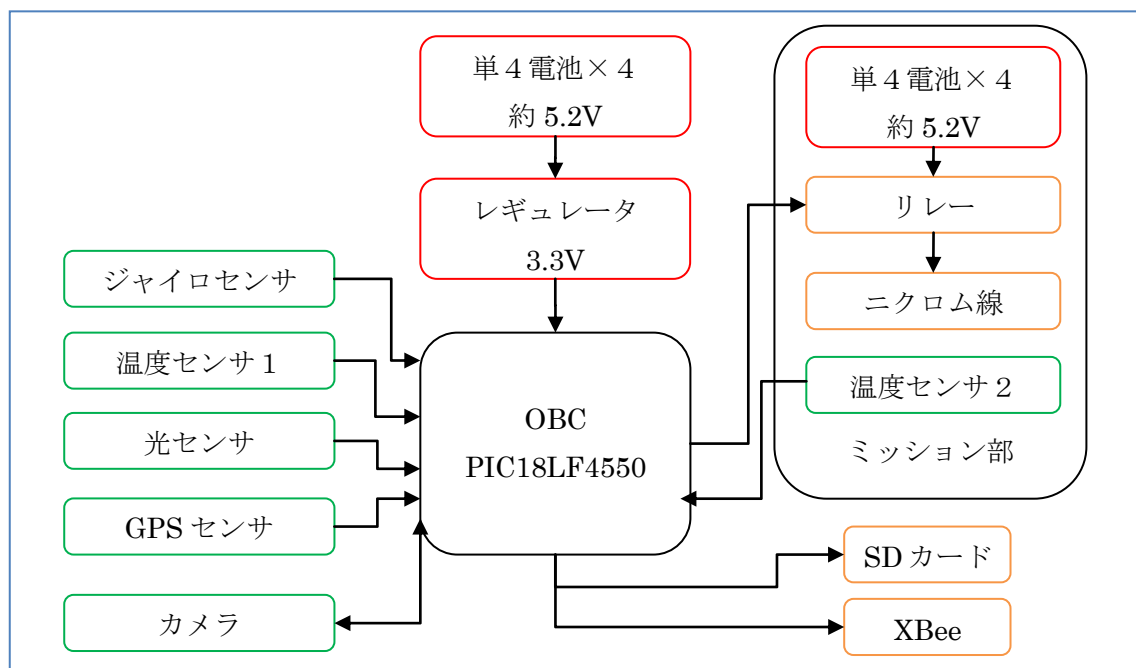 単４電池×４
約 5.2V
レギュレータ
3.3V
ジャイロセンサ
温度センサ１
光センサ
GPS センサ
カメラ
OBC
PIC18LF4550
単４電池×４
約 5.2V
リレー
ニクロム線
温度センサ２
ミッション部
SD カード
XBee